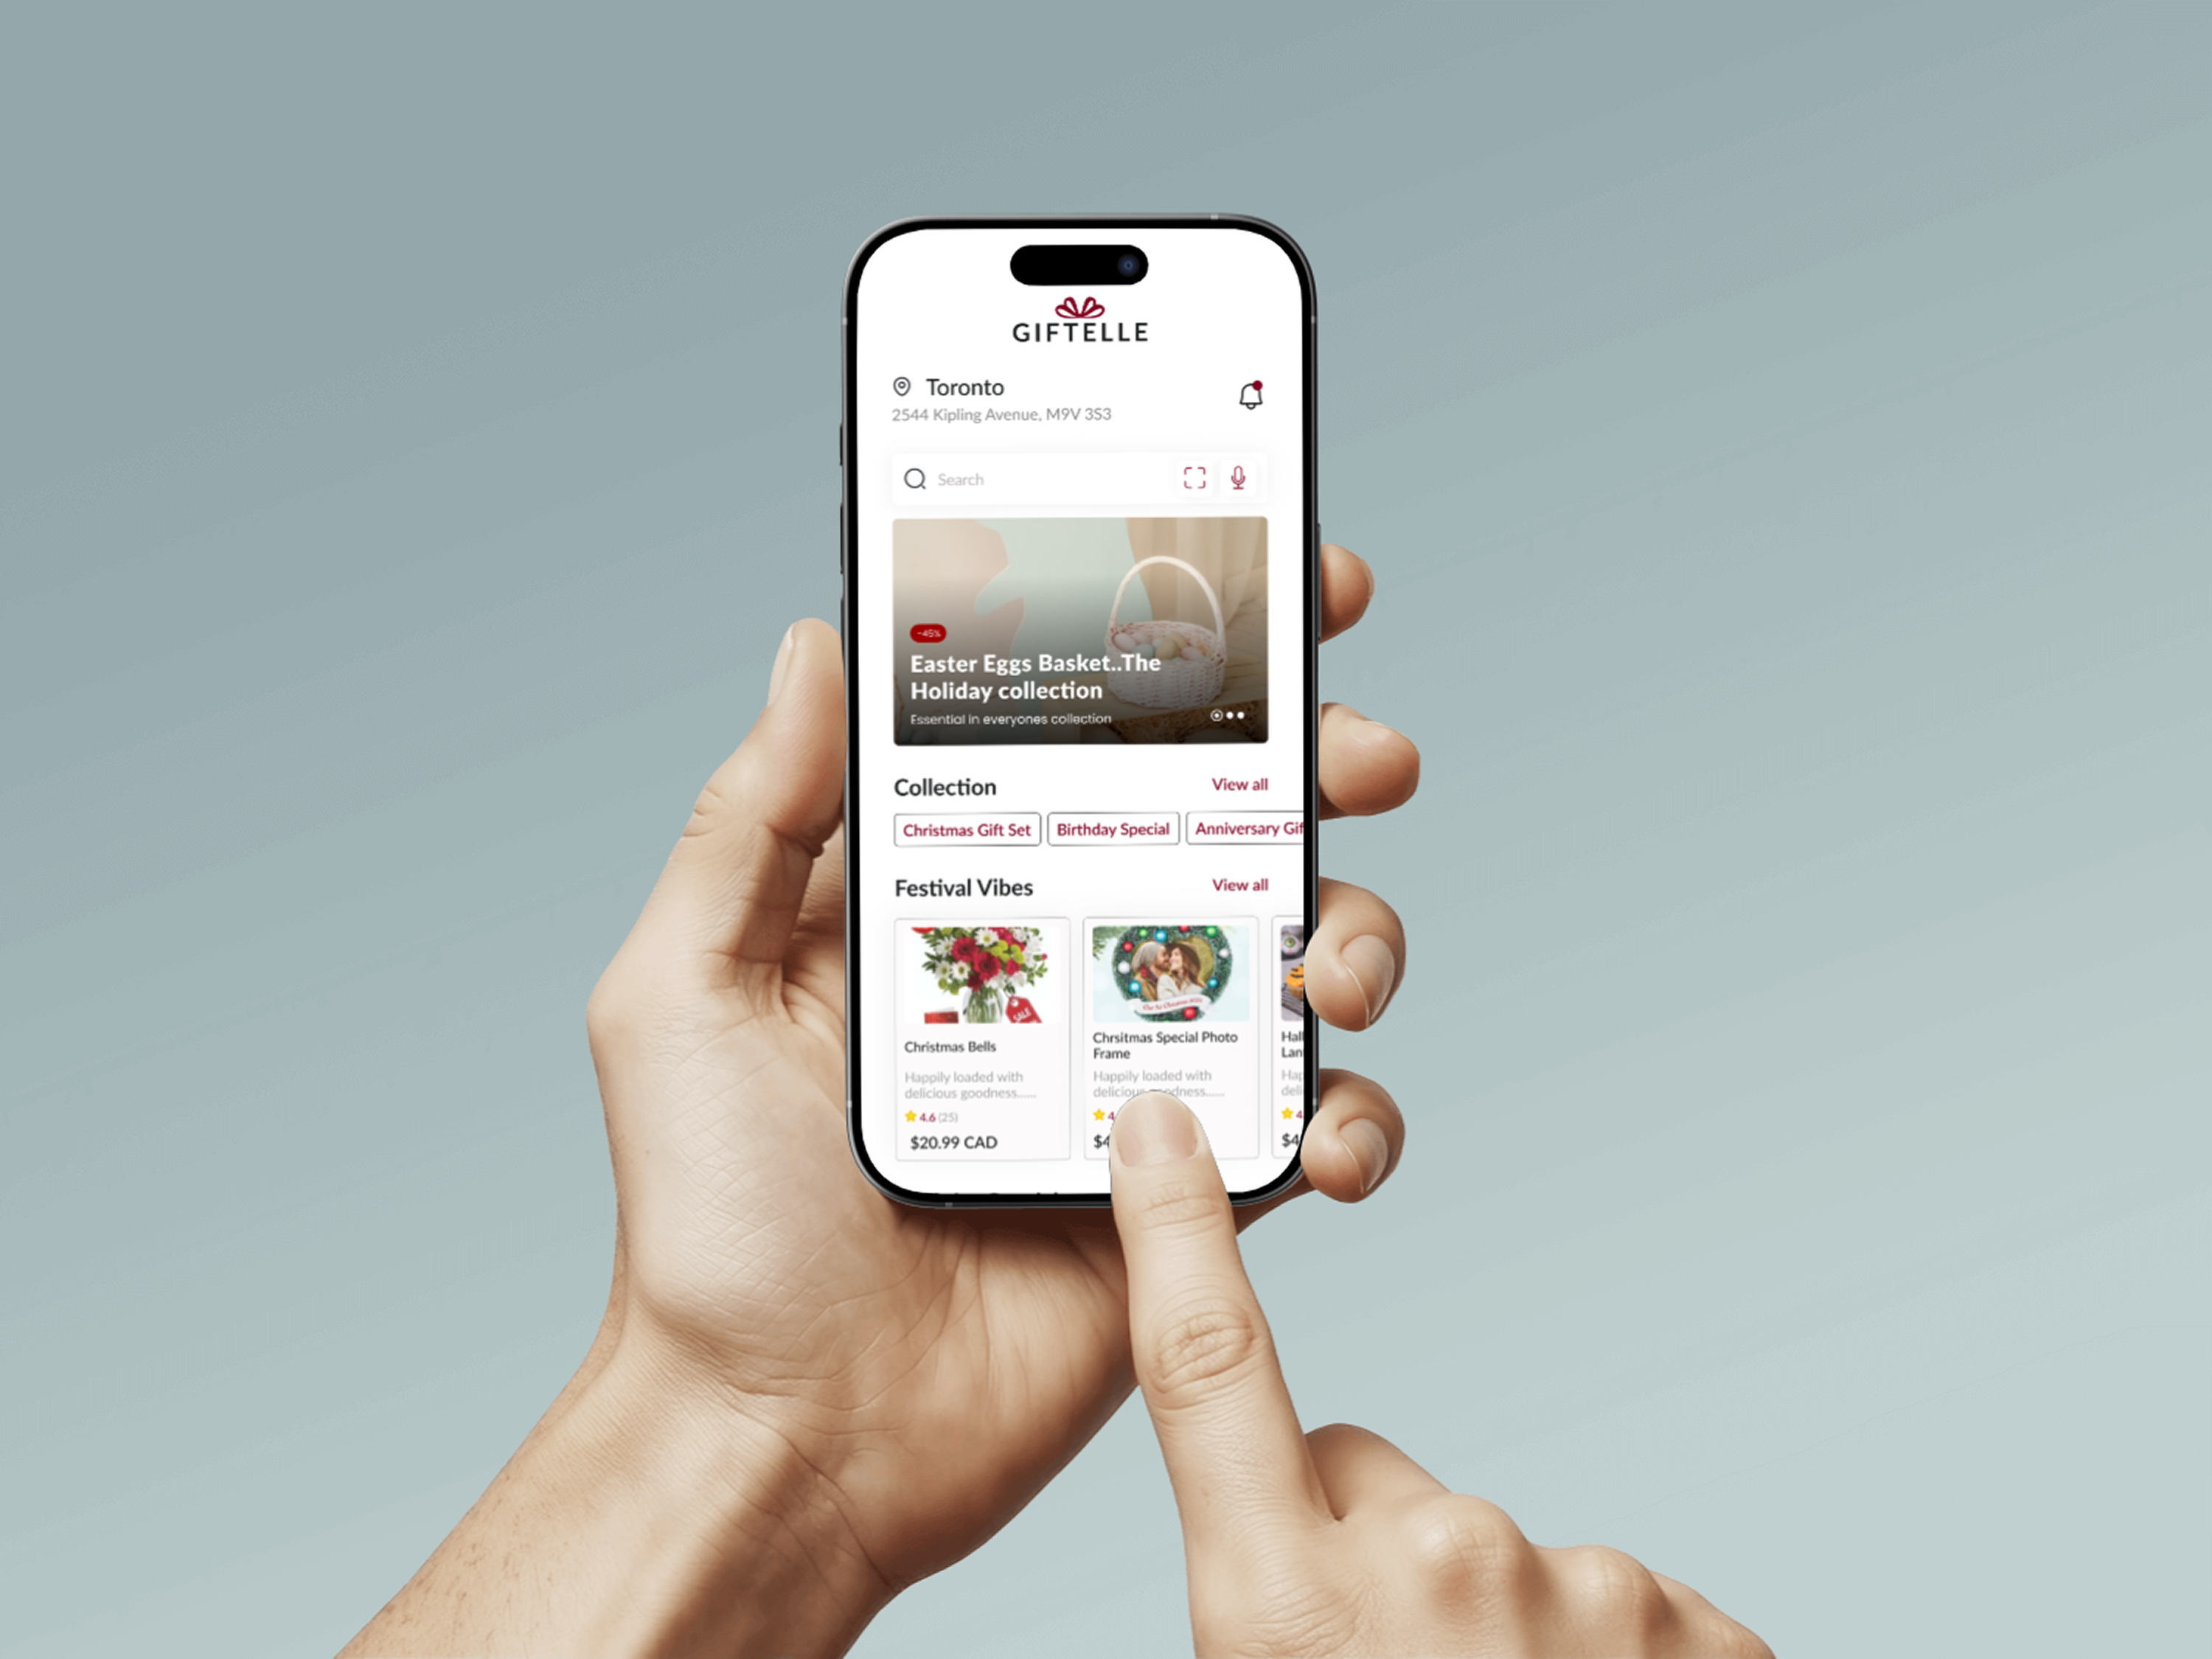 GIFTELLE
Toronto
2544 Kipling Avenue, M9V 3S3
Search
-45%
Easter Eggs Basket..The
Holiday collection
Essential in everyones collection
Collection
View all
Christmas Gift Set
Birthday Special
Anniversary Gif
Festival Vibes
View all
SALE
Christmas Bells
Happily loaded with
delicious goodness......
4.6 (25)
$20.99 CAD
Chrsitmas Special Photo
Frame
Happily loaded with
delicious
4
$4
Hall
Lan
Hap
deli
4
$4